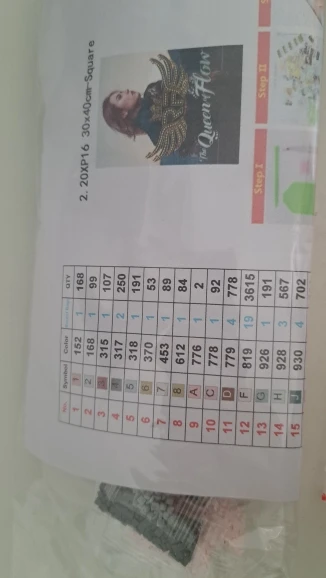 2. 20XP16 30x40cm-Square
The Queen of Flow
Step I
Step II
No. Symbol Color QTY
1 1 152 1 168
2 2 168 1 99
3 315 1 107
4 317 2 250
5 5 318 1 191
6 6 370 1 53
7 7 453 1 89
8 8 612 1 84
9 A 776 1 2
10 C 778 1 92
11 D 779 4 778
12 F 819 19 3615
13 G 926 1 191
14 H 928 3 567
15 J 930 4 702